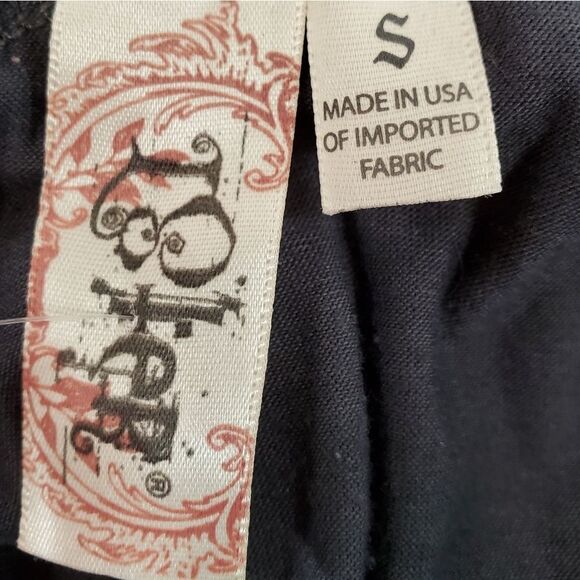 S
MADE IN USA
OF IMPORTED
FABRIC
®